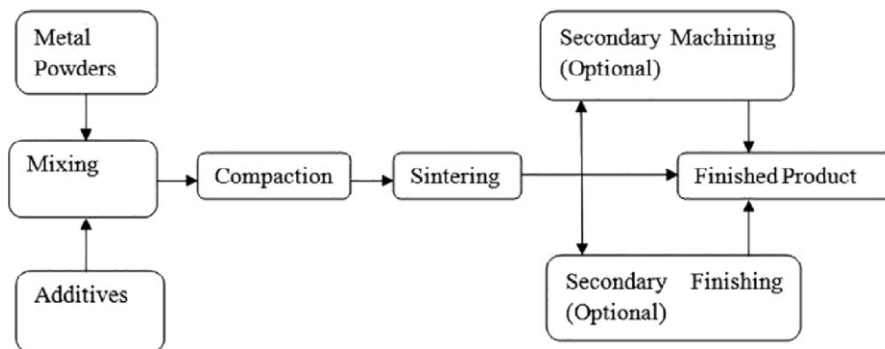 Metal
Powders
Secondary Machining
(Optional)
Mixing
Compaction
Sintering
Finished Product
Additives
Secondary Finishing
(Optional)